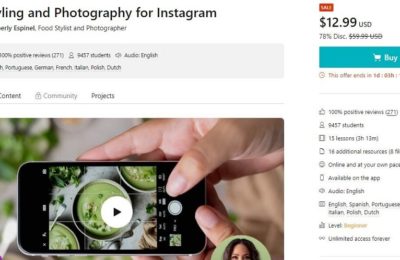 yling and Photography for Instagram
erly Espinel, Food Stylist and Photographer
100% positive reviews (271) 9457 students Audio: English
h, Portuguese, German, French, Italian, Polish, Dutch
Content Community Projects
SALE
$12.99 USD
78% Disc. $59.99 USD
Buy
This offer ends in 1d : 03h :
100% positive reviews (271)
9457 students
15 lessons (3h 13m)
16 additional resources (8 fil
Online and at your own pace
Available on the app
Audio: English
English, Spanish, Portuguese
Italian, Polish, Dutch
Level: Beginner
Unlimited access forever